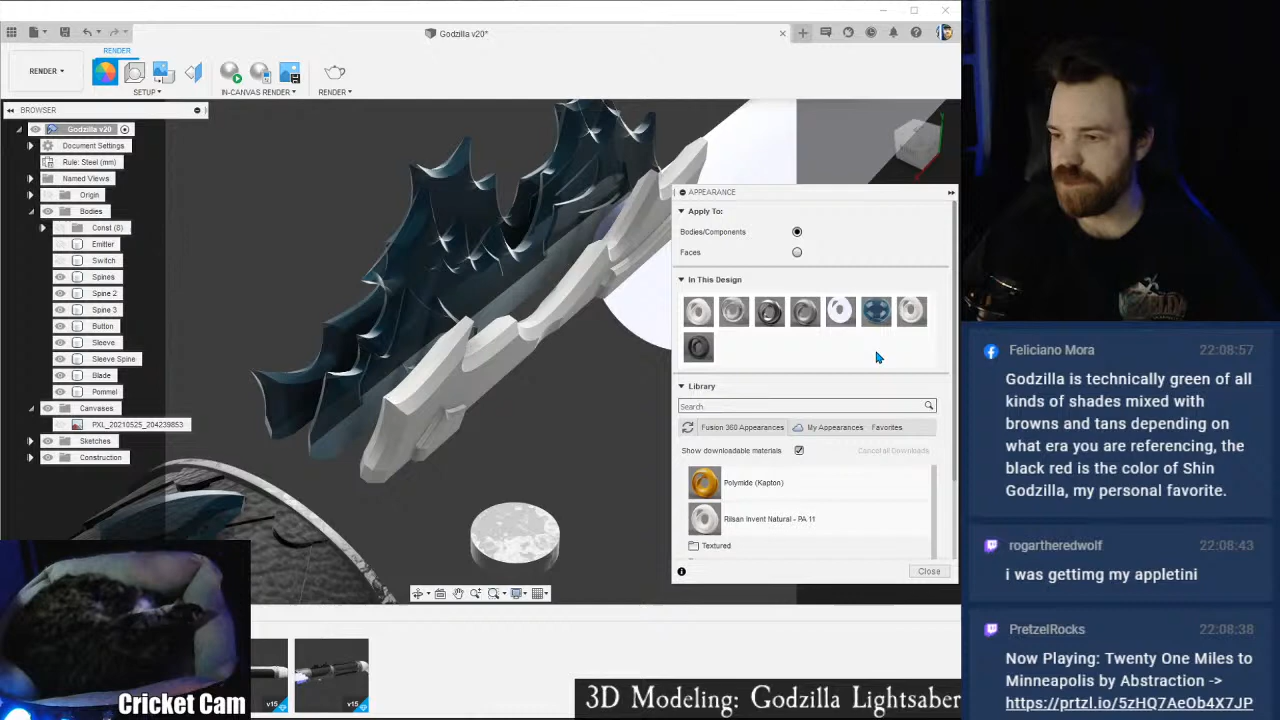 Godzilla v20*
RENDER
RENDER
SETUP
IN-CANVAS RENDER
RENDER
BROWSER
Godzilla v20
Document Settings
Rule: Steel (mm)
Named Views
Origin
Bodies
Const (8)
Emitter
Switch
Spines
Spine 2
Spine 3
Button
Sleeve
Sleeve Spine
Blade
Pommel
Canvases
PXL_20210525_204239853
Sketches
Construction
APPEARANCE
Apply To:
Bodies/Components
Faces
In This Design
Library
Search
Fusion 360 Appearances
My Appearances
Favorites
Show downloadable materials
Cancel all Downloads
Polymide (Kapton)
Rilsan Invent Natural - PA 11
Textured
Close
v15
v15
Cricket Cam
3D Modeling: Godzilla Lightsaber
Feliciano Mora 22:08:57
Godzilla is technically green of all
kinds of shades mixed with
browns and tans depending on
what era you are referencing, the
black red is the color of Shin
Godzilla, my personal favorite.
rogartheredwolf 22:08:43
i was gettimg my appletini
PretzelRocks 22:08:38
Now Playing: Twenty One Miles to
Minneapolis by Abstraction ->
https://prtzl.io/5zHQ7AeOb4X7JP